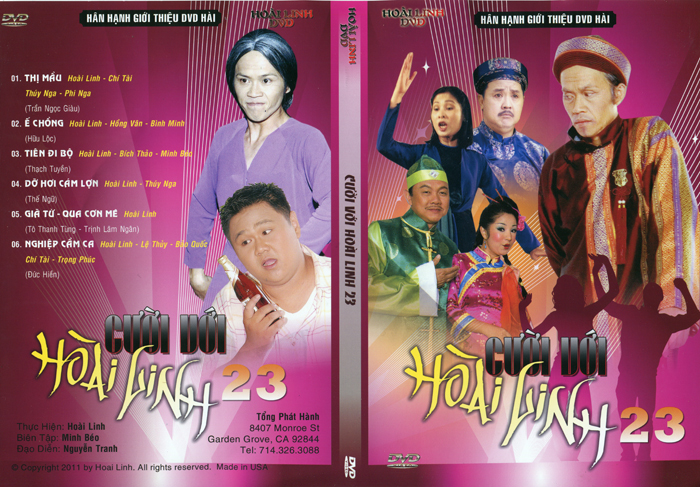 HÂN HẠNH GIỚI THIỆU DVD HÀI
HOÀI LINH
DVD
DVD
01. THỊ MẦU Hoài Linh - Chí Tài
Thúy Nga - Phi Nga
(Trần Ngọc Giàu)
02. Ế CHỒNG Hoài Linh - Hồng Vân - Bình Minh
(Hữu Lộc)
03. TIÊN ĐI BỘ Hoài Linh - Bích Thảo - Minh Béo
(Thạch Tuyền)
04. DỞ HƠI CÁM LỢN Hoài Linh - Thúy Nga
(Thế Ngữ)
05. GIÃ TỪ - QUA CƠN MÊ Hoài Linh
(Tô Thanh Tùng - Trịnh Lâm Ngân)
06. NGHIỆP CẦM CA Hoài Linh - Lệ Thủy - Bảo Quốc
Chí Tài - Trọng Phúc
(Đức Hiền)
CƯỜI VỚI
HOÀI LINH 23
Thực Hiện: Hoài Linh
Biên Tập: Minh Béo
Đạo Diễn: Nguyễn Tranh
Tổng Phát Hành
8407 Monroe St
Garden Grove, CA 92844
Tel: 714.326.3088
© Copyright 2011 by Hoai Linh. All rights reserved. Made in USA
HOÀI LINH
DVD
CƯỜI VỚI HOÀI LINH 23
DVD
HOÀI LINH
DVD
HÂN HẠNH GIỚI THIỆU DVD HÀI
CƯỜI VỚI
HOÀI LINH 23
DVD